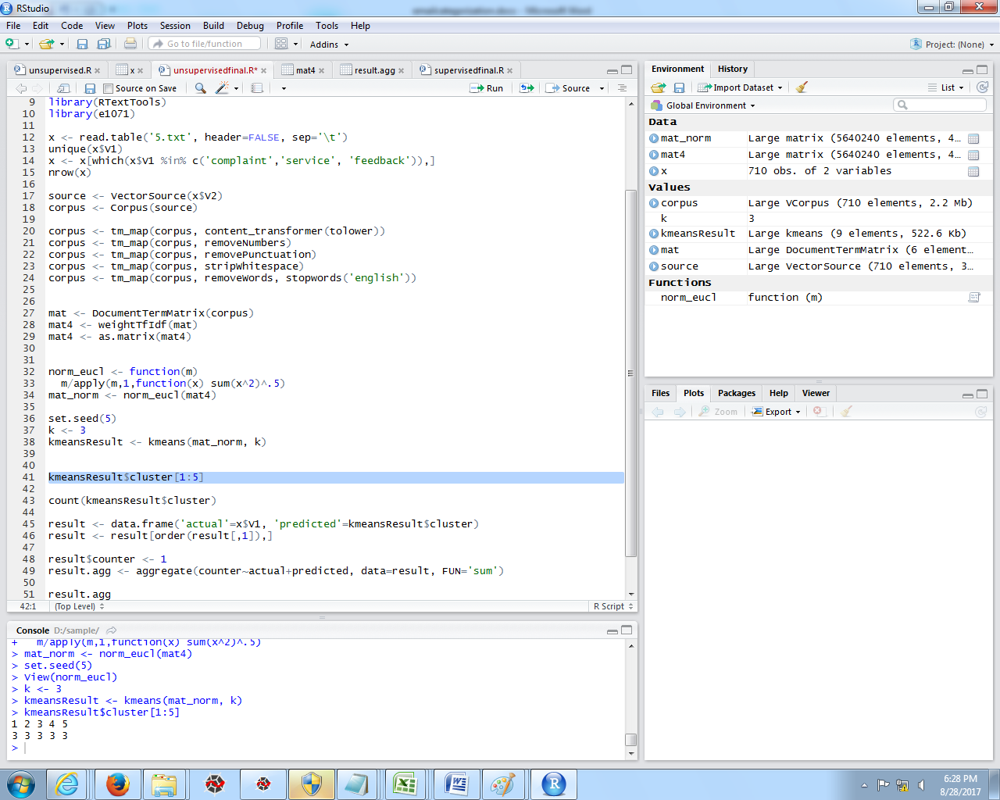 RStudio
File Edit Code View Plots Session Build Debug Profile Tools Help
Go to file/function Addins Project: (None)
unsupervised.R x unsupervisedfinal.R* mat4 result.agg supervisedfinal.R
Source on Save Run Source
9 library(RTextTools)
10 library(e1071)
11
12 x <- read.table('5.txt', header=FALSE, sep='\t')
13 unique(x$V1)
14 x <- x[which(x$V1 %in% c('complaint','service', 'feedback')),]
15 nrow(x)
16
17 source <- VectorSource(x$V2)
18 corpus <- Corpus(source)
19
20 corpus <- tm_map(corpus, content_transformer(tolower))
21 corpus <- tm_map(corpus, removeNumbers)
22 corpus <- tm_map(corpus, removePunctuation)
23 corpus <- tm_map(corpus, stripWhitespace)
24 corpus <- tm_map(corpus, removeWords, stopwords('english'))
25
26
27 mat <- DocumentTermMatrix(corpus)
28 mat4 <- weightTfIdf(mat)
29 mat4 <- as.matrix(mat4)
30
31
32 norm_eucl <- function(m)
33 m/apply(m,1,function(x) sum(x^2)^.5)
34 mat_norm <- norm_eucl(mat4)
35
36 set.seed(5)
37 k <- 3
38 kmeansResult <- kmeans(mat_norm, k)
39
40
41 kmeansResult$cluster[1:5]
42
43 count(kmeansResult$cluster)
44
45 result <- data.frame('actual'=x$V1, 'predicted'=kmeansResult$cluster)
46 result <- result[order(result[,1]),]
47
48 result$counter <- 1
49 result.agg <- aggregate(counter~actual+predicted, data=result, FUN='sum')
50
51 result.agg
42:1 (Top Level) R Script
Console D:/sample/
+ m/apply(m,1,function(x) sum(x^2)^.5)
> mat_norm <- norm_eucl(mat4)
> set.seed(5)
> View(norm_eucl)
> k <- 3
> kmeansResult <- kmeans(mat_norm, k)
> kmeansResult$cluster[1:5]
1 2 3 4 5
3 3 3 3 3
>
Environment History
Import Dataset List
Global Environment
Data
mat_norm Large matrix (5640240 elements, 4...
mat4 Large matrix (5640240 elements, 4...
x 710 obs. of 2 variables
Values
corpus Large VCorpus (710 elements, 2.2 Mb)
k 3
kmeansResult Large kmeans (9 elements, 522.6 Kb)
mat Large DocumentTermMatrix (6 element...
source Large VectorSource (710 elements, 3...
Functions
norm_eucl function (m)
Files Plots Packages Help Viewer
Zoom Export
6:28 PM
8/28/2017